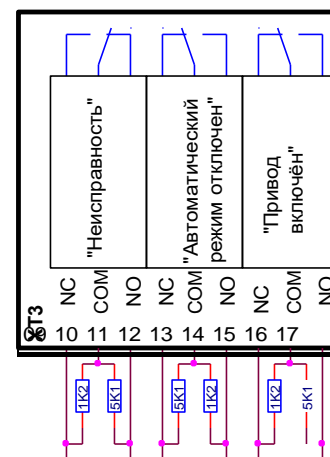 "Неисправность"
"Автоматический
режим отключен"
"Привод
включён"
NC COM NO NC COM NO NC COM NO
XT3
10 11 12 13 14 15 16 17
1K2 5K1 5K1 1K2 1K2 5K1